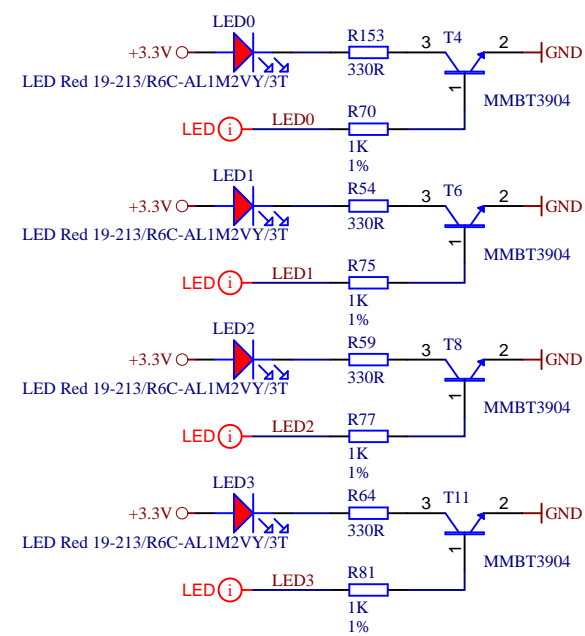 LED0
R153
T4
+3.3V
3
2
GND
LED Red 19-213/R6C-AL1M2VY/3T
330R
1
MMBT3904
R70
LED i
LED0
1K
1%
LED1
R54
T6
+3.3V
3
2
GND
LED Red 19-213/R6C-AL1M2VY/3T
330R
1
MMBT3904
R75
LED i
LED1
1K
1%
LED2
R59
T8
+3.3V
3
2
GND
LED Red 19-213/R6C-AL1M2VY/3T
330R
1
MMBT3904
R77
LED i
LED2
1K
1%
LED3
R64
T11
+3.3V
3
2
GND
LED Red 19-213/R6C-AL1M2VY/3T
330R
1
MMBT3904
R81
LED i
LED3
1K
1%